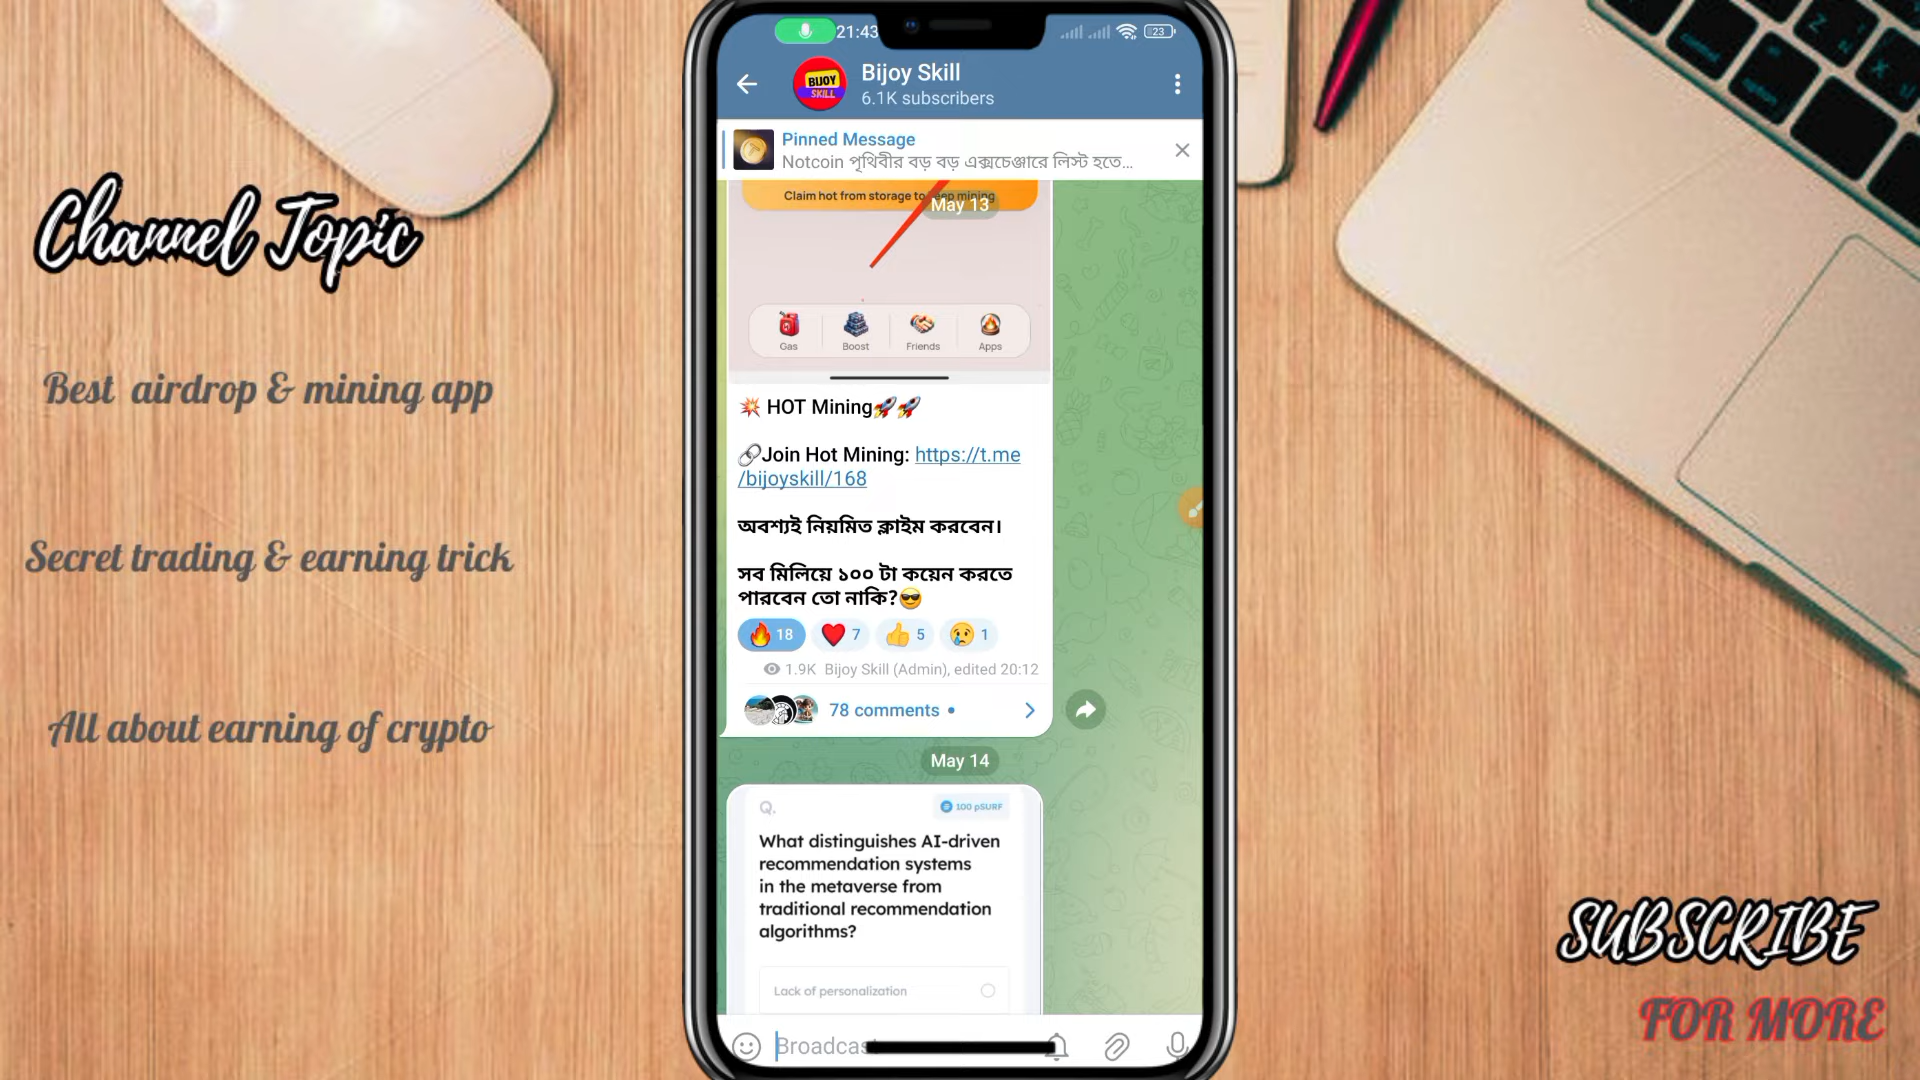 Channel Topic
Best airdrop & mining app
Secret trading & earning trick
All about earning of crypto
21:43
23
BIJOY
SKILL
Bijoy Skill
6.1K subscribers
Pinned Message
Notcoin পৃথিবীর বড় বড় এক্সচেঞ্জারে লিস্ট হতে...
Claim hot from storage to keep mining
May 13
Gas Boost Friends Apps
💥 HOT Mining🚀🚀
🔗Join Hot Mining: https://t.me
/bijoyskill/168
অবশ্যই নিয়মিত ক্লাইম করবেন।
সব মিলিয়ে ১০০ টা কয়েন করতে
পারবেন তো নাকি?😎
🔥 18 ❤️ 7 👍 5 😢 1
1.9K Bijoy Skill (Admin), edited 20:12
78 comments
May 14
Q. 100 pSURF
What distinguishes AI-driven
recommendation systems
in the metaverse from
traditional recommendation
algorithms?
Lack of personalization
SUBSCRIBE
FOR MORE